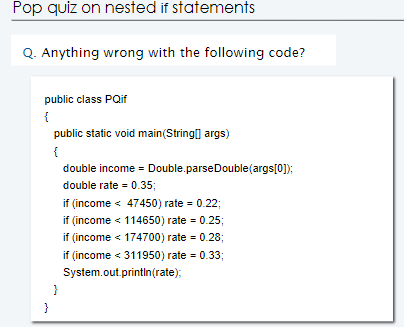 Pop quiz on nested if statements
Q. Anything wrong with the following code?
public class PQif
{
public static void main(String[] args)
{
double income = Double.parseDouble(args[0]);
double rate = 0.35;
if (income < 47450) rate = 0.22;
if (income < 114650) rate = 0.25;
if (income < 174700) rate = 0.28;
if (income < 311950) rate = 0.33;
System.out.println(rate);
}
}